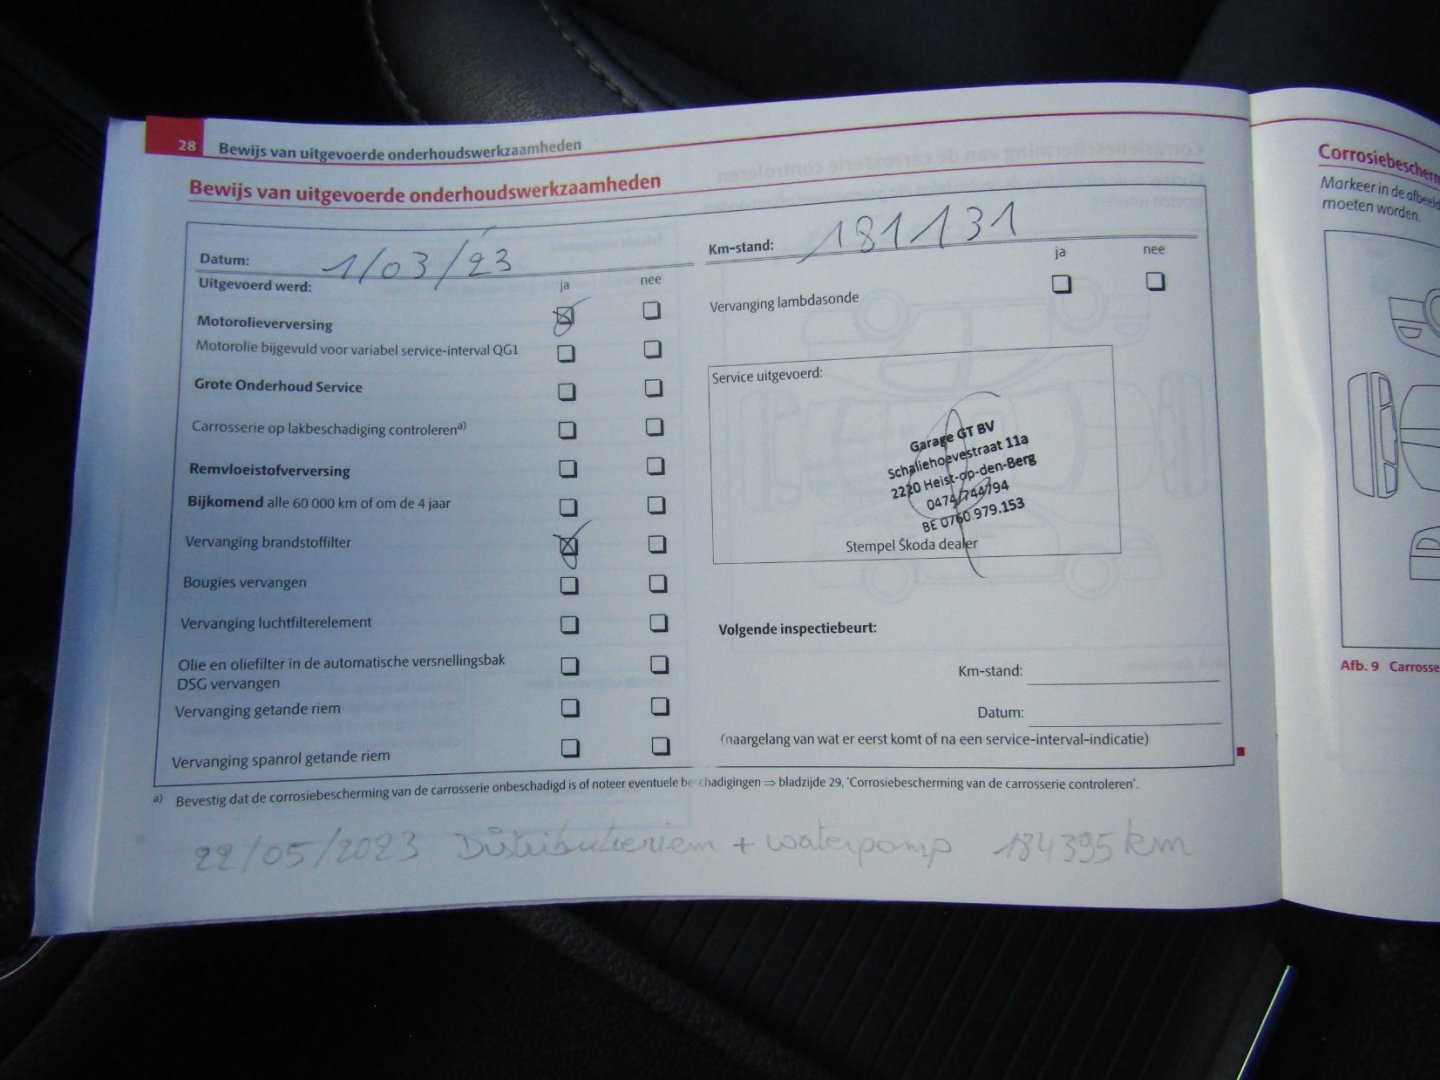 28 Bewijs van uitgevoerde onderhoudswerkzaamheden
Bewijs van uitgevoerde onderhoudswerkzaamheden
Datum: 1/03/23
Uitgevoerd werd: ja nee
Motorolieverversing
Motorolie bijgevuld voor variabel service-interval QG1
Grote Onderhoud Service
Carrosserie op lakbeschadiging controleren a)
Remvloeistofverversing
Bijkomend alle 60 000 km of om de 4 jaar
Vervanging brandstoffilter
Bougies vervangen
Vervanging luchtfilterelement
Olie en oliefilter in de automatische versnellingsbak
DSG vervangen
Vervanging getande riem
Vervanging spanrol getande riem
Km-stand: 181131
ja nee
Vervanging lambdasonde
Service uitgevoerd:
Garage GT BV
Schaliehoevestraat 11a
2220 Heist-op-den-Berg
0474/744794
BE 0760.979.153
Stempel Škoda dealer
Volgende inspectiebeurt:
Km-stand:
Datum:
(naargelang van wat er eerst komt of na een service-interval-indicatie)
a) Bevestig dat de corrosiebescherming van de carrosserie onbeschadigd is of noteer eventuele beschadigingen ⇒ bladzijde 29, 'Corrosiebescherming van de carrosserie controleren'.
22/05/2023 Distributieriem + waterpomp 184395 km
Corrosiebescherm
Markeer in de afbeeld
moeten worden.
Afb. 9 Carrosse